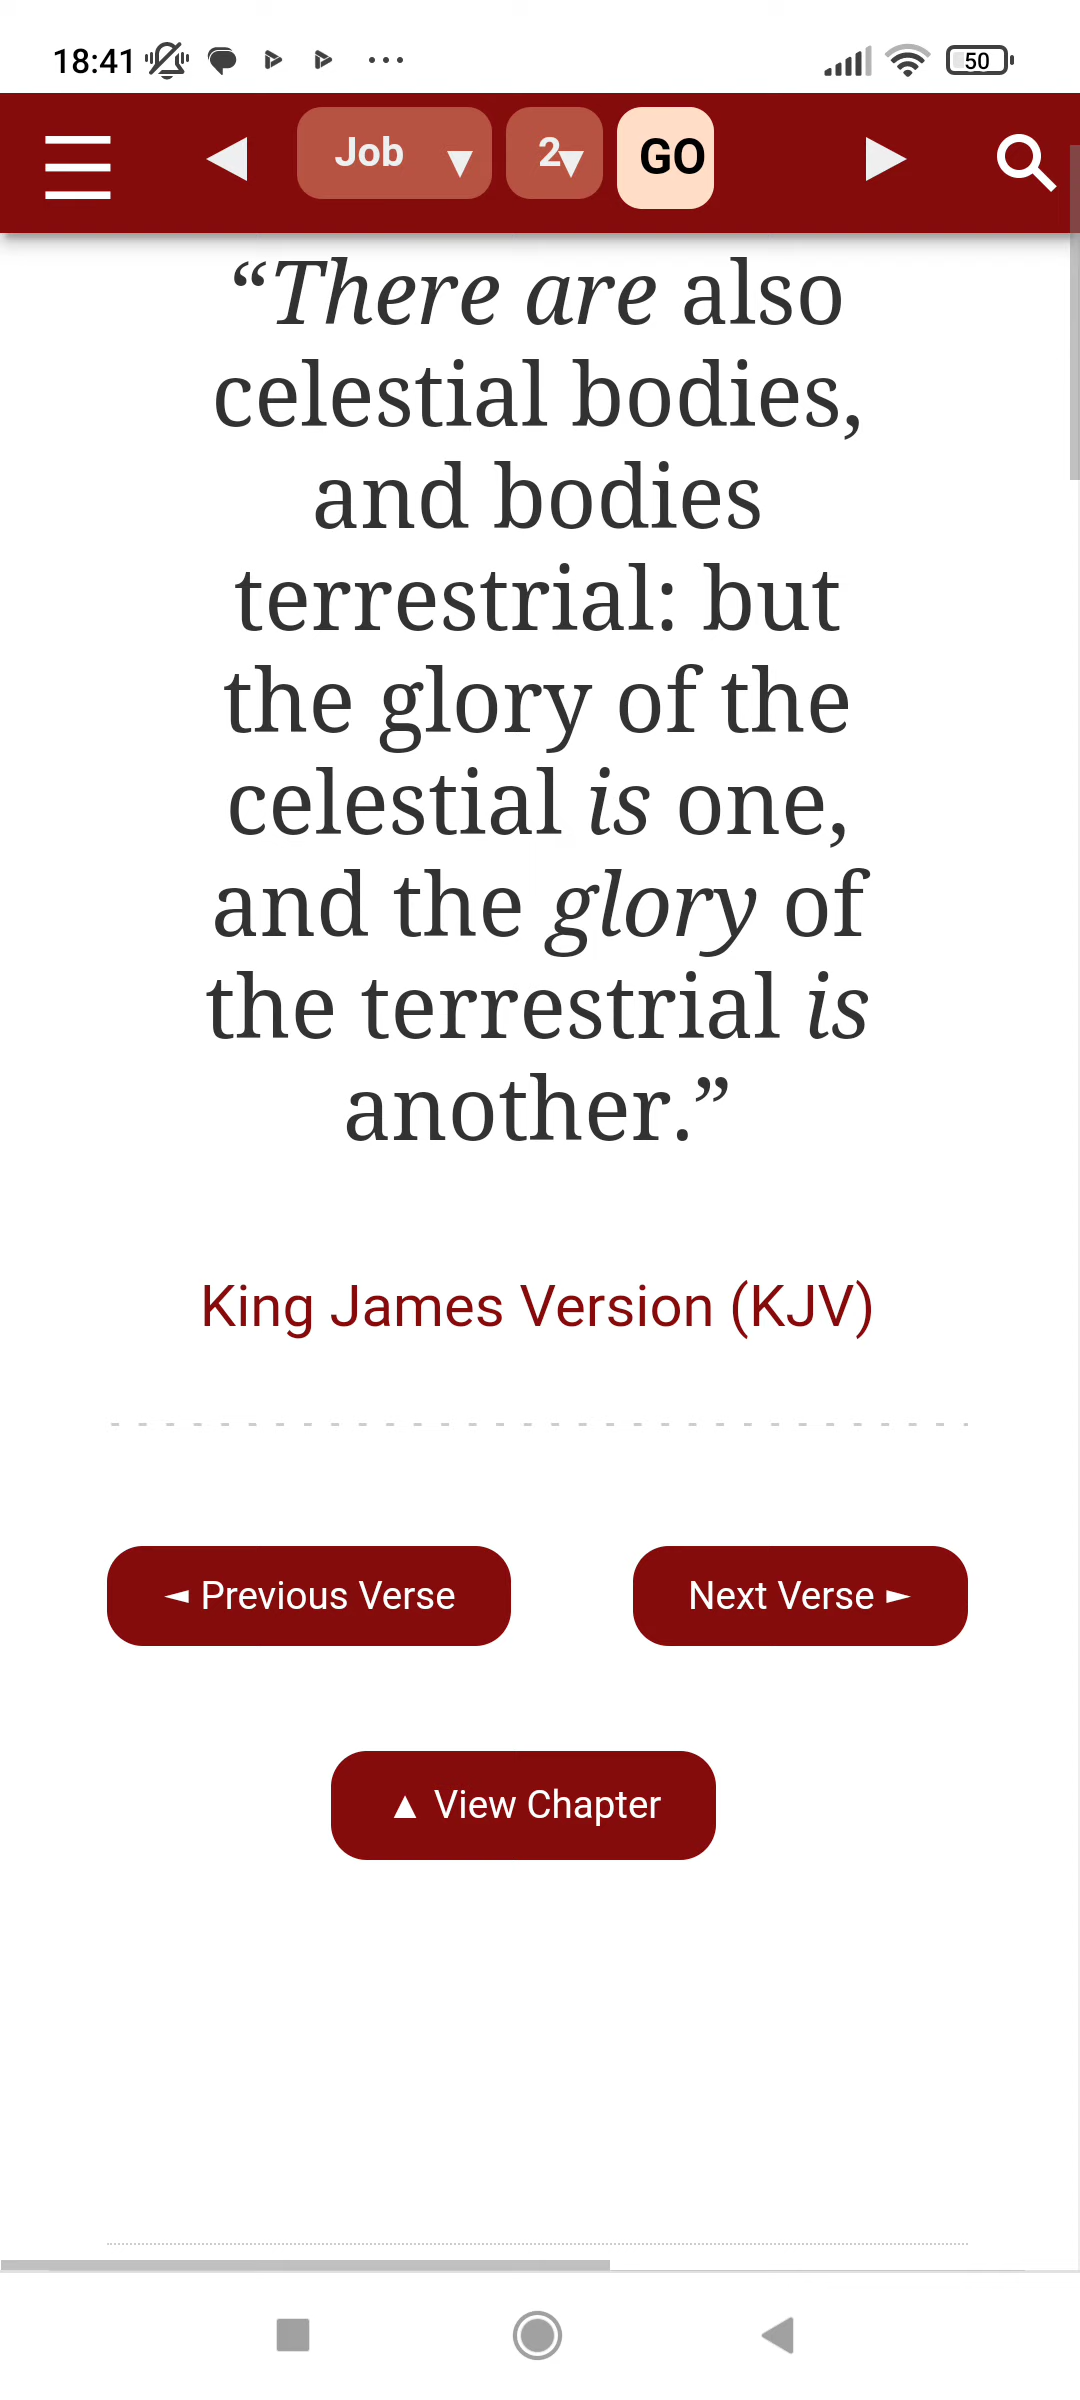 18:41 50
Job 2 GO
“There are also
celestial bodies,
and bodies
terrestrial: but
the glory of the
celestial is one,
and the glory of
the terrestrial is
another.”
King James Version (KJV)
◄ Previous Verse Next Verse ►
▲ View Chapter